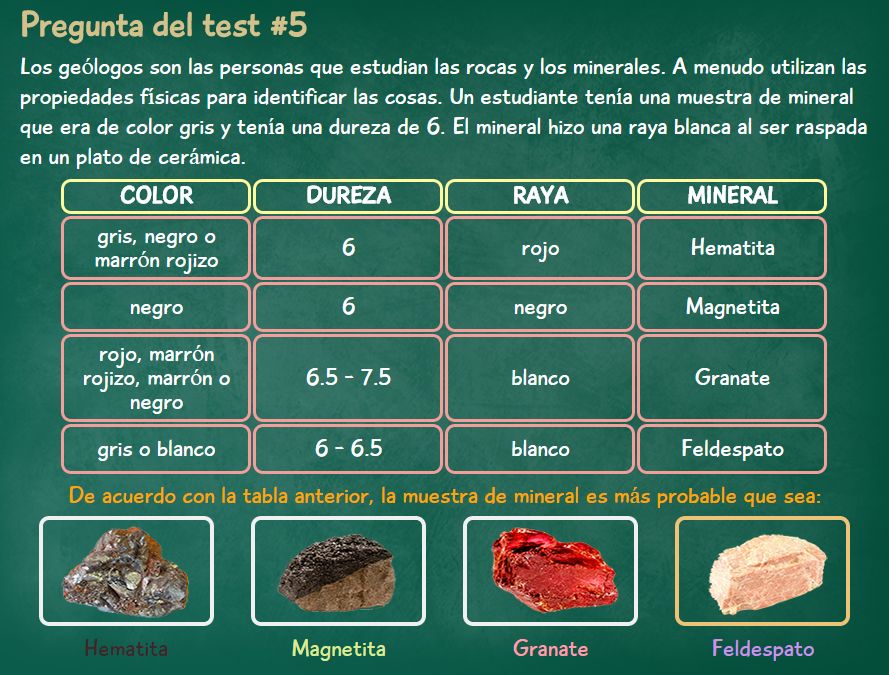 Pregunta del test #5
Los geólogos son las personas que estudian las rocas y los minerales. A menudo utilizan las
propiedades físicas para identificar las cosas. Un estudiante tenía una muestra de mineral
que era de color gris y tenía una dureza de 6. El mineral hizo una raya blanca al ser raspada
en un plato de cerámica.
COLOR DUREZA RAYA MINERAL
gris, negro o
marrón rojizo
6 rojo Hematita
negro 6 negro Magnetita
rojo, marrón
rojizo, marrón o
negro
6.5 - 7.5 blanco Granate
gris o blanco 6 - 6.5 blanco Feldespato
De acuerdo con la tabla anterior, la muestra de mineral es más probable que sea:
Hematita Magnetita Granate Feldespato